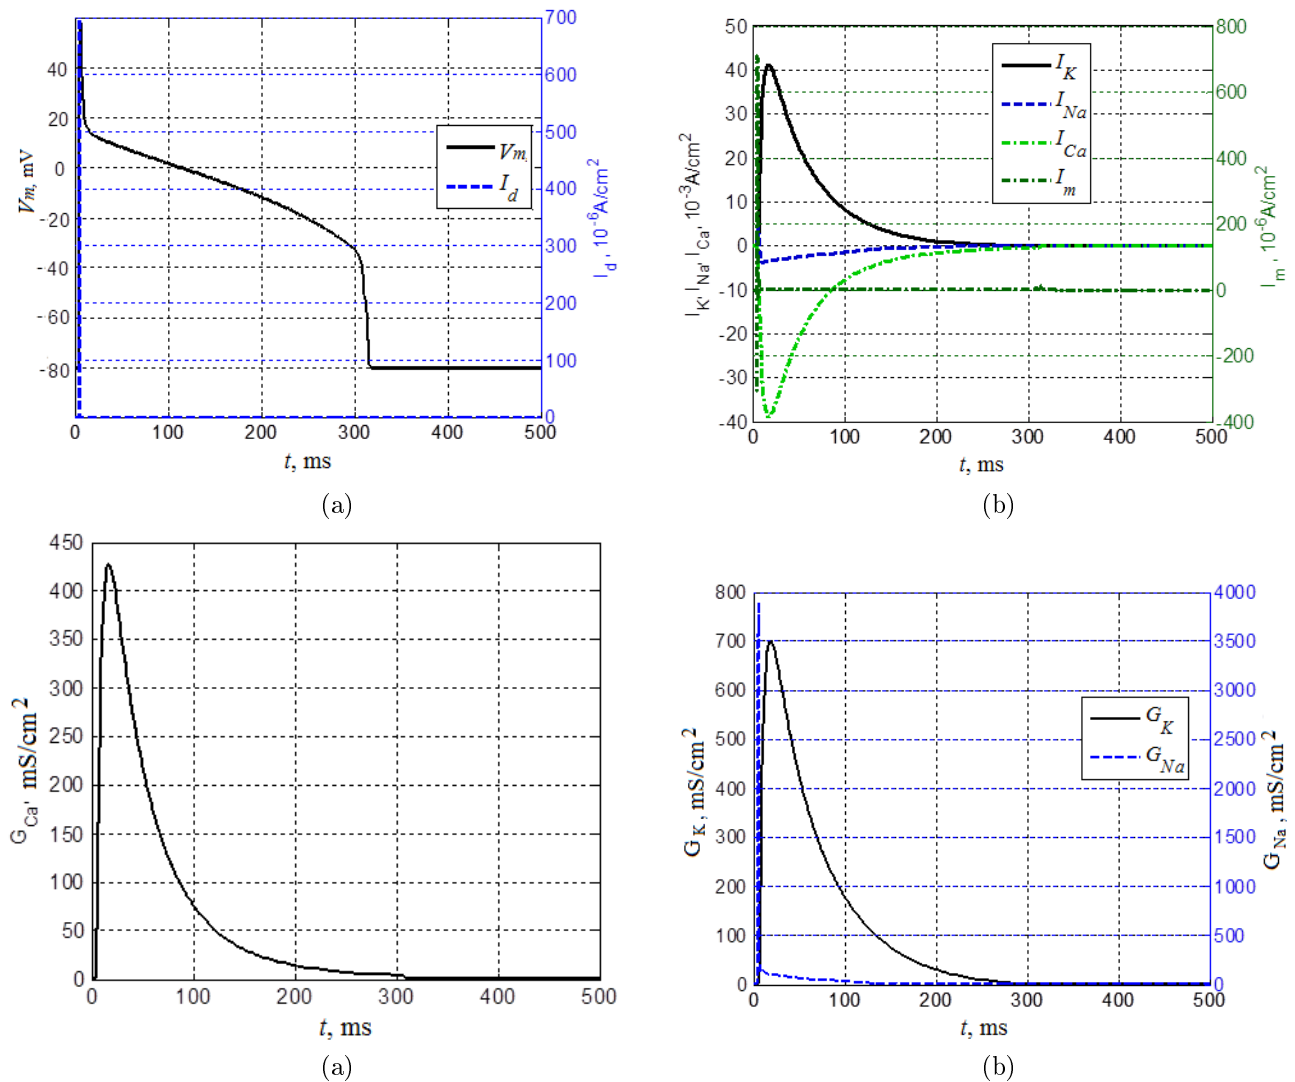 700
600
500
400
300
200
100
0
40
20
0
-20
-40
-60
-80
Vm, mV
I_d, 10^-6A/cm^2
Vm,
I_d
0 100 200 300 400 500
t, ms
(a)
50
40
30
20
10
0
-10
-20
-30
-40
I_K, I_Na, I_Ca, 10^-3A/cm^2
800
600
400
200
0
-200
-400
I_m, 10^-6A/cm^2
I_K
I_Na
I_Ca
I_m
0 100 200 300 400 500
t, ms
(b)
450
400
350
300
250
200
150
100
50
0
G_Ca, mS/cm^2
0 100 200 300 400 500
t, ms
(a)
800
700
600
500
400
300
200
100
0
G_K, mS/cm^2
4000
3500
3000
2500
2000
1500
1000
500
0
G_Na, mS/cm^2
G_K
G_Na
0 100 200 300 400 500
t, ms
(b)